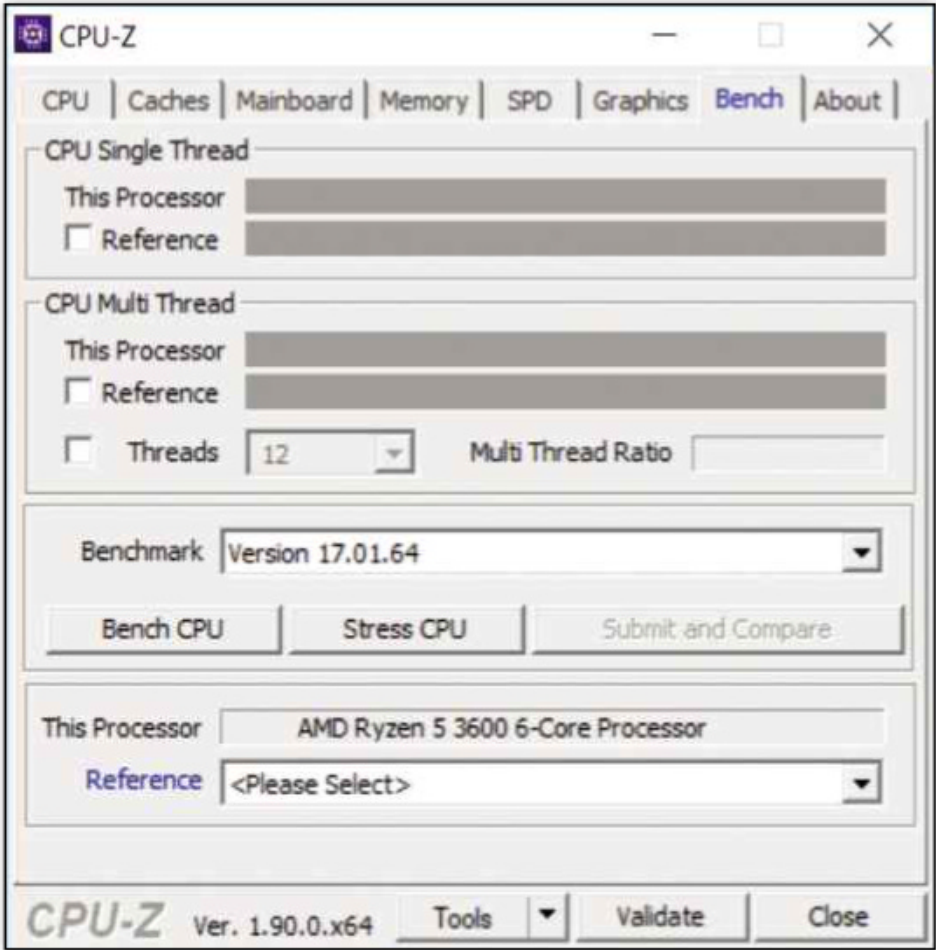 CPU-Z
CPU Caches Mainboard Memory SPD Graphics Bench About
CPU Single Thread
This Processor
Reference
CPU Multi Thread
This Processor
Reference
Threads 12 Multi Thread Ratio
Benchmark Version 17.01.64
Bench CPU Stress CPU Submit and Compare
This Processor AMD Ryzen 5 3600 6-Core Processor
Reference <Please Select>
CPU-Z Ver. 1.90.0.x64 Tools Validate Close